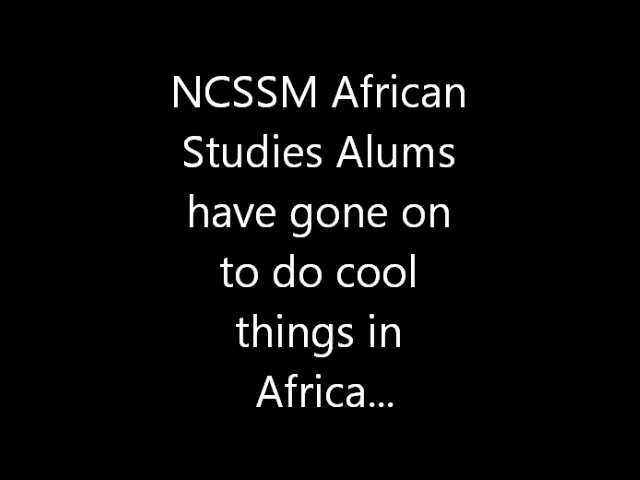 NCSSM African
Studies Alums
have gone on
to do cool
things in
Africa...